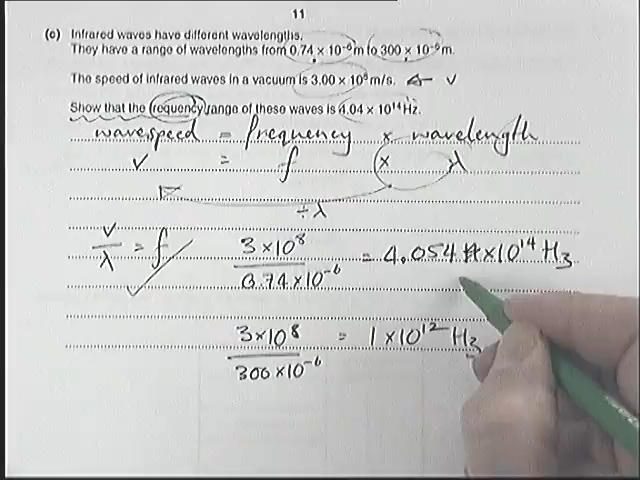 11
(c) Infrared waves have different wavelengths.
They have a range of wavelengths from 0.74 × 10⁻⁶m to 300 × 10⁻⁶m.
The speed of infrared waves in a vacuum is 3.00 × 10⁸ m/s. v
Show that the frequency range of these waves is 4.04 × 10¹⁴ Hz.
wavespeed = frequency × wavelength
v = f × λ
÷ λ
v/λ = f ✓ 3×10⁸/0.74×10⁻⁶ = 4.054 ×10¹⁴ Hz
3×10⁸/300×10⁻⁶ = 1×10¹² Hz